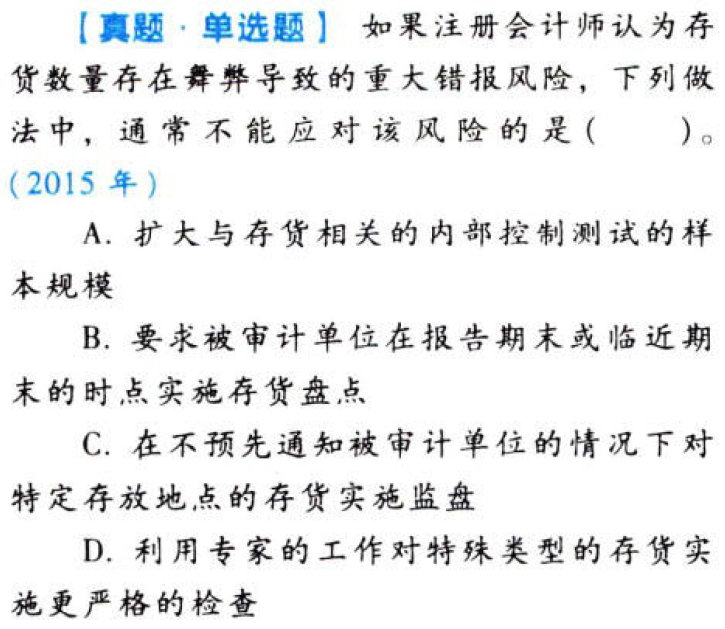 【真题·单选题】 如果注册会计师认为存
货数量存在舞弊导致的重大错报风险，下列做
法中，通常不能应对该风险的是(　　)。
(2015 年)
A. 扩大与存货相关的内部控制测试的样
本规模
B. 要求被审计单位在报告期末或临近期
末的时点实施存货盘点
C. 在不预先通知被审计单位的情况下对
特定存放地点的存货实施监盘
D. 利用专家的工作对特殊类型的存货实
施更严格的检查